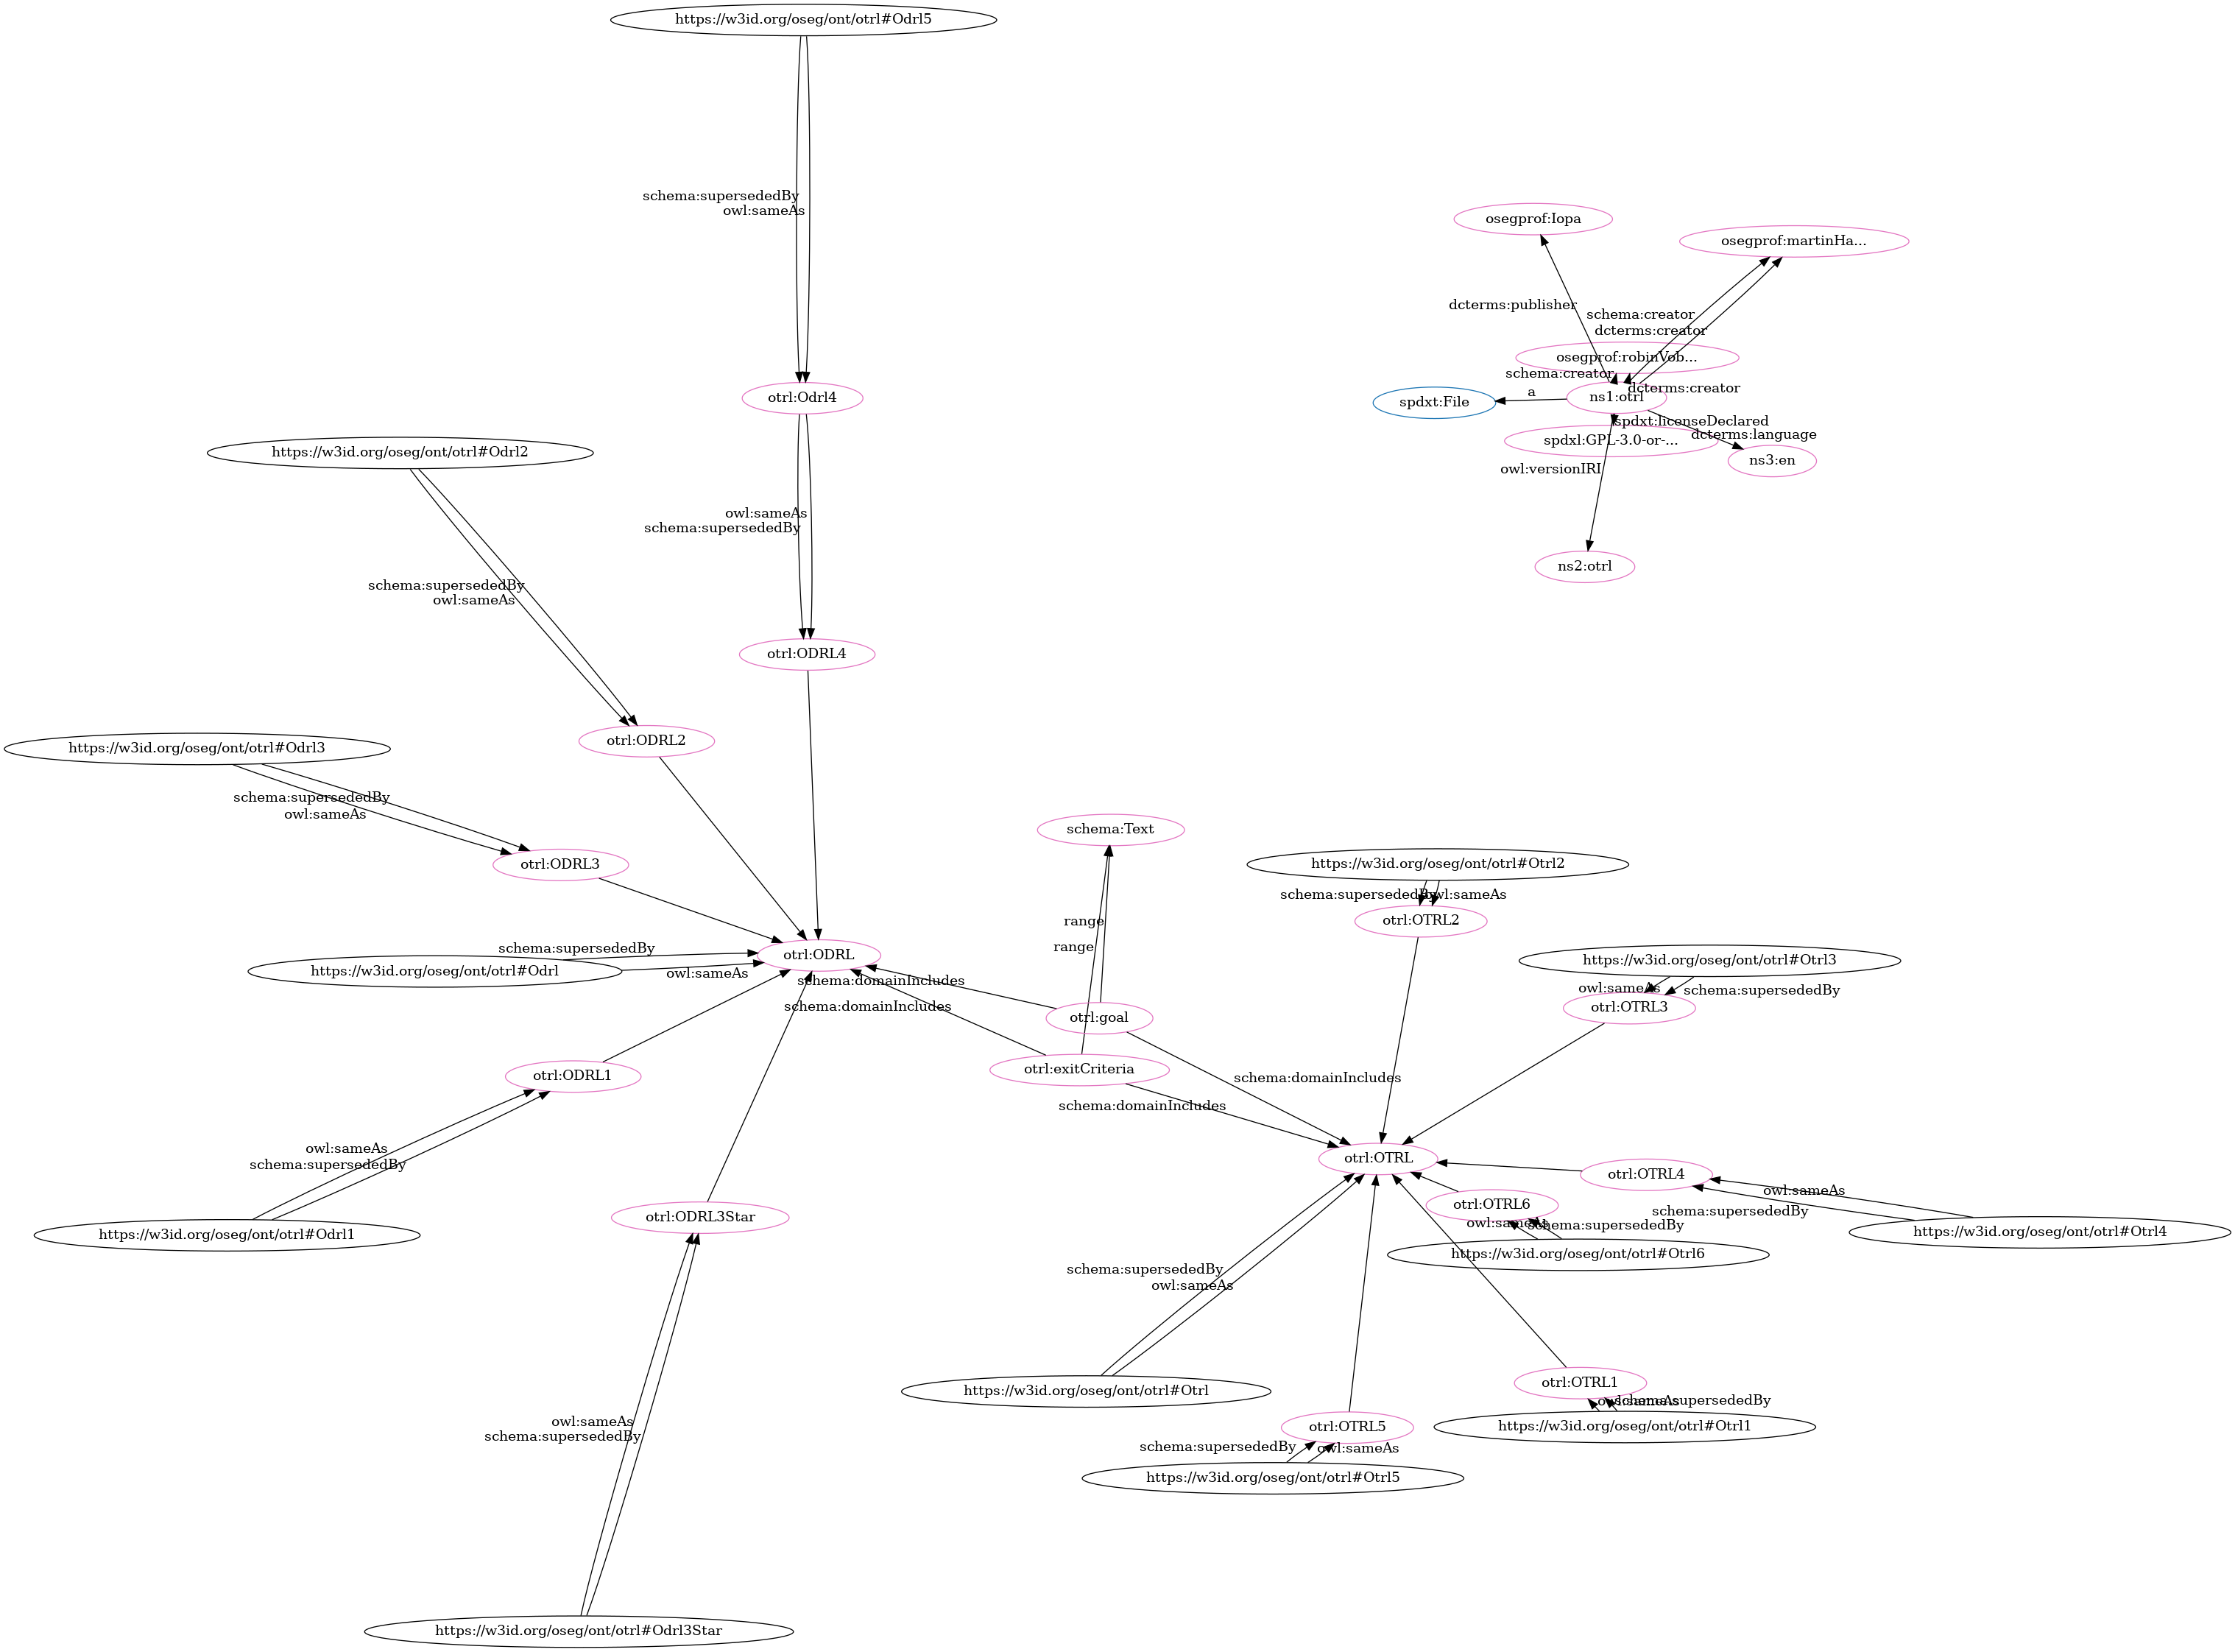 https://w3id.org/oseg/ont/otrl#Odrl5
schema:supersededBy
owl:sameAs
osegprof:Iopa
osegprof:martinHa...
dcterms:publisher
schema:creator
dcterms:creator
osegprof:robinVob...
schema:creator
dcterms:creator
otrl:Odrl4
spdxt:File
a
ns1:otrl
spdxt:licenseDeclared
dcterms:language
spdxl:GPL-3.0-or-...
https://w3id.org/oseg/ont/otrl#Odrl2
ns3:en
owl:versionIRI
owl:sameAs
schema:supersededBy
ns2:otrl
schema:supersededBy
owl:sameAs
otrl:ODRL4
otrl:ODRL2
https://w3id.org/oseg/ont/otrl#Odrl3
schema:supersededBy
owl:sameAs
schema:Text
otrl:ODRL3
https://w3id.org/oseg/ont/otrl#Otrl2
schema:supersededBy
owl:sameAs
range
otrl:OTRL2
range
schema:supersededBy
otrl:ODRL
https://w3id.org/oseg/ont/otrl#Otrl3
https://w3id.org/oseg/ont/otrl#Odrl
owl:sameAs
schema:domainIncludes
owl:sameAs
schema:supersededBy
schema:domainIncludes
otrl:OTRL3
otrl:goal
otrl:exitCriteria
otrl:ODRL1
schema:domainIncludes
schema:domainIncludes
owl:sameAs
schema:supersededBy
otrl:OTRL
otrl:OTRL4
owl:sameAs
otrl:OTRL6
schema:supersededBy
otrl:ODRL3Star
owl:sameAs
schema:supersededBy
https://w3id.org/oseg/ont/otrl#Otrl4
https://w3id.org/oseg/ont/otrl#Odrl1
https://w3id.org/oseg/ont/otrl#Otrl6
schema:supersededBy
owl:sameAs
otrl:OTRL1
https://w3id.org/oseg/ont/otrl#Otrl
owl:sameAs
schema:supersededBy
owl:sameAs
schema:supersededBy
otrl:OTRL5
https://w3id.org/oseg/ont/otrl#Otrl1
schema:supersededBy
owl:sameAs
https://w3id.org/oseg/ont/otrl#Otrl5
https://w3id.org/oseg/ont/otrl#Odrl3Star